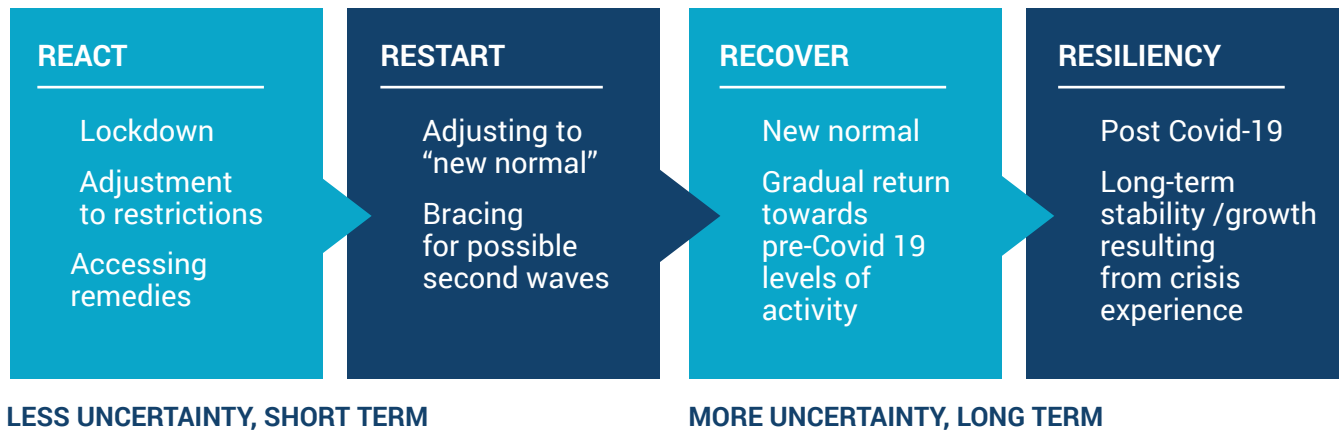 REACT
Lockdown
Adjustment
to restrictions
Accessing
remedies
RESTART
Adjusting to
“new normal”
Bracing
for possible
second waves
RECOVER
New normal
Gradual return
towards
pre-Covid 19
levels of
activity
RESILIENCY
Post Covid-19
Long-term
stability /growth
resulting
from crisis
experience
LESS UNCERTAINTY, SHORT TERM
MORE UNCERTAINTY, LONG TERM